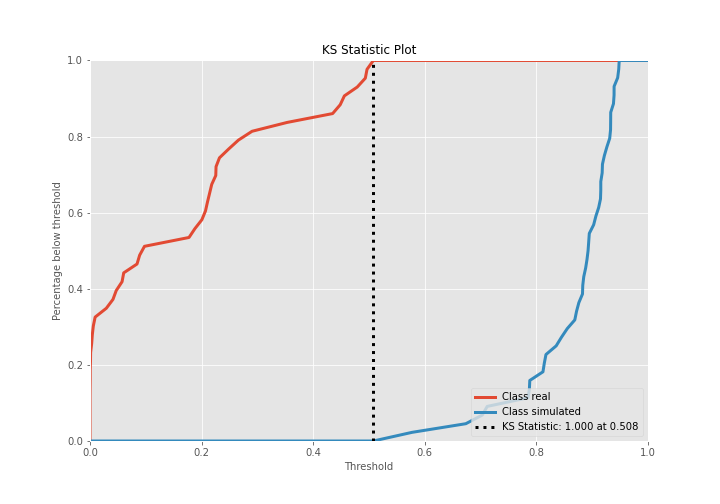 KS Statistic Plot
1.0
0.8
0.6
0.4
0.2
0.0
Percentage below threshold
Class real
Class simulated
KS Statistic: 1.000 at 0.508
0.0 0.2 0.4 0.6 0.8 1.0
Threshold